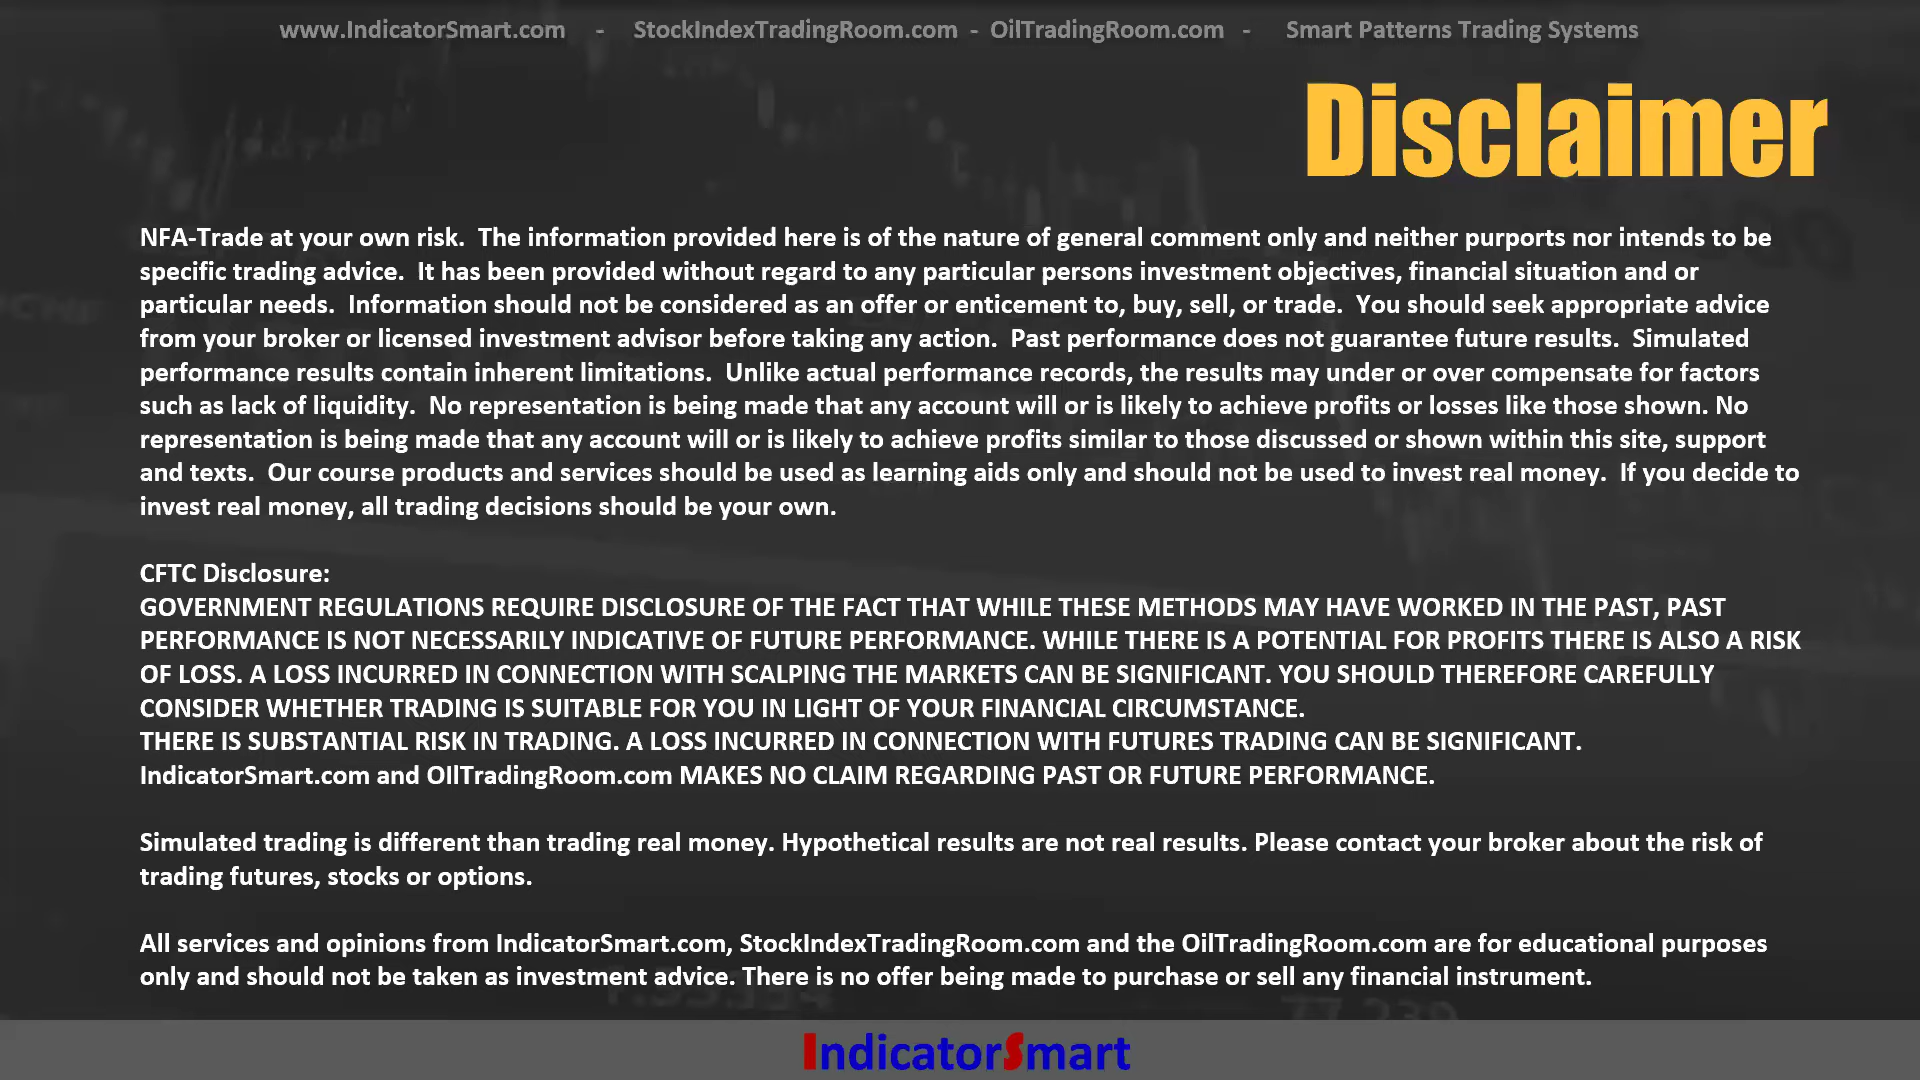 www.IndicatorSmart.com - StockIndexTradingRoom.com - OilTradingRoom.com - Smart Patterns Trading Systems
Disclaimer
NFA-Trade at your own risk. The information provided here is of the nature of general comment only and neither purports nor intends to be
specific trading advice. It has been provided without regard to any particular persons investment objectives, financial situation and or
particular needs. Information should not be considered as an offer or enticement to, buy, sell, or trade. You should seek appropriate advice
from your broker or licensed investment advisor before taking any action. Past performance does not guarantee future results. Simulated
performance results contain inherent limitations. Unlike actual performance records, the results may under or over compensate for factors
such as lack of liquidity. No representation is being made that any account will or is likely to achieve profits or losses like those shown. No
representation is being made that any account will or is likely to achieve profits similar to those discussed or shown within this site, support
and texts. Our course products and services should be used as learning aids only and should not be used to invest real money. If you decide to
invest real money, all trading decisions should be your own.
CFTC Disclosure:
GOVERNMENT REGULATIONS REQUIRE DISCLOSURE OF THE FACT THAT WHILE THESE METHODS MAY HAVE WORKED IN THE PAST, PAST
PERFORMANCE IS NOT NECESSARILY INDICATIVE OF FUTURE PERFORMANCE. WHILE THERE IS A POTENTIAL FOR PROFITS THERE IS ALSO A RISK
OF LOSS. A LOSS INCURRED IN CONNECTION WITH SCALPING THE MARKETS CAN BE SIGNIFICANT. YOU SHOULD THEREFORE CAREFULLY
CONSIDER WHETHER TRADING IS SUITABLE FOR YOU IN LIGHT OF YOUR FINANCIAL CIRCUMSTANCE.
THERE IS SUBSTANTIAL RISK IN TRADING. A LOSS INCURRED IN CONNECTION WITH FUTURES TRADING CAN BE SIGNIFICANT.
IndicatorSmart.com and OIlTradingRoom.com MAKES NO CLAIM REGARDING PAST OR FUTURE PERFORMANCE.
Simulated trading is different than trading real money. Hypothetical results are not real results. Please contact your broker about the risk of
trading futures, stocks or options.
All services and opinions from IndicatorSmart.com, StockIndexTradingRoom.com and the OilTradingRoom.com are for educational purposes
only and should not be taken as investment advice. There is no offer being made to purchase or sell any financial instrument.
IndicatorSmart